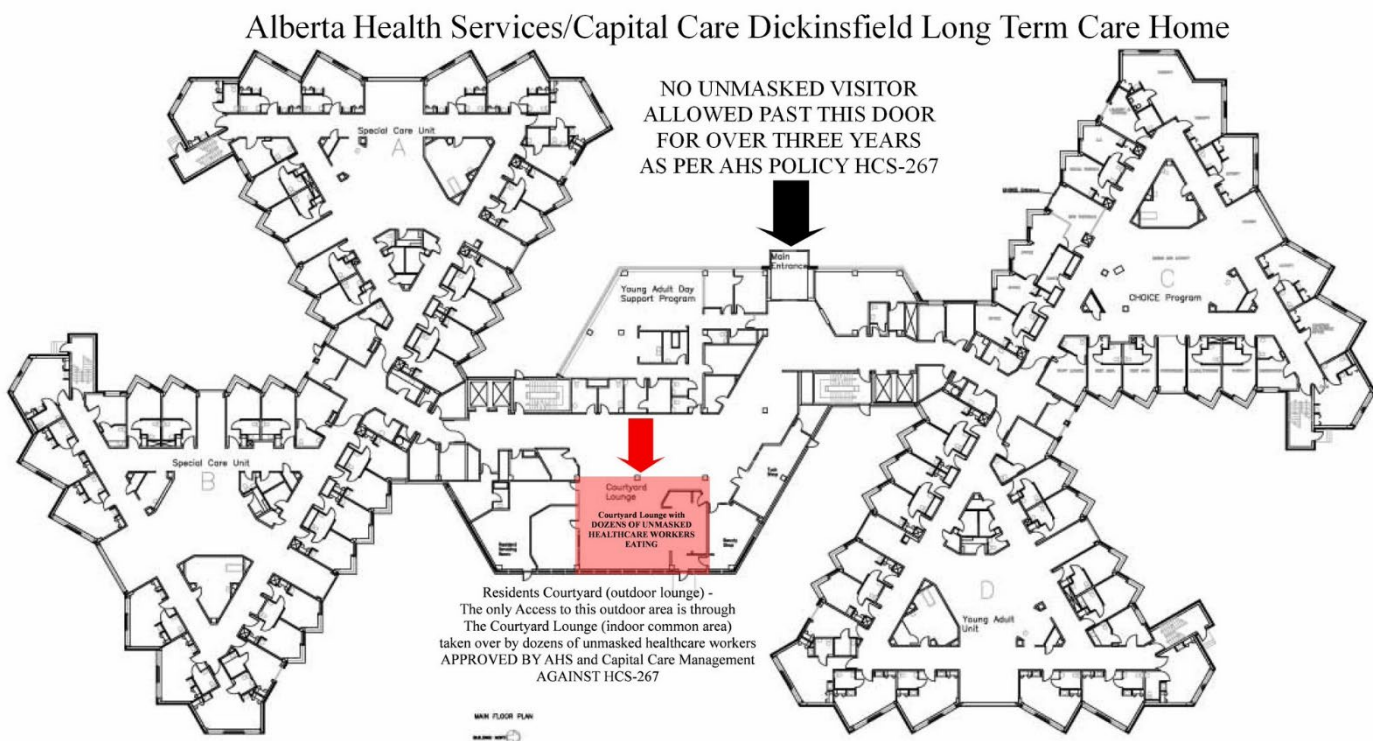 Alberta Health Services/Capital Care Dickinsfield Long Term Care Home
NO UNMASKED VISITOR
ALLOWED PAST THIS DOOR
FOR OVER THREE YEARS
AS PER AHS POLICY HCS-267
Special Care Unit
A
Main
Entrance
Young Adult Day
Support Program
C
CHOICE Program
Special Care Unit
B
Courtyard
Lounge
Courtyard Lounge with
DOZENS OF UNMASKED
HEALTHCARE WORKERS
EATING
Beauty
Shop
D
Young Adult
Unit
Residents Courtyard (outdoor lounge) -
The only Access to this outdoor area is through
The Courtyard Lounge (indoor common area)
taken over by dozens of unmasked healthcare workers
APPROVED BY AHS and Capital Care Management
AGAINST HCS-267
MAIN FLOOR PLAN
BUILDING NORTH